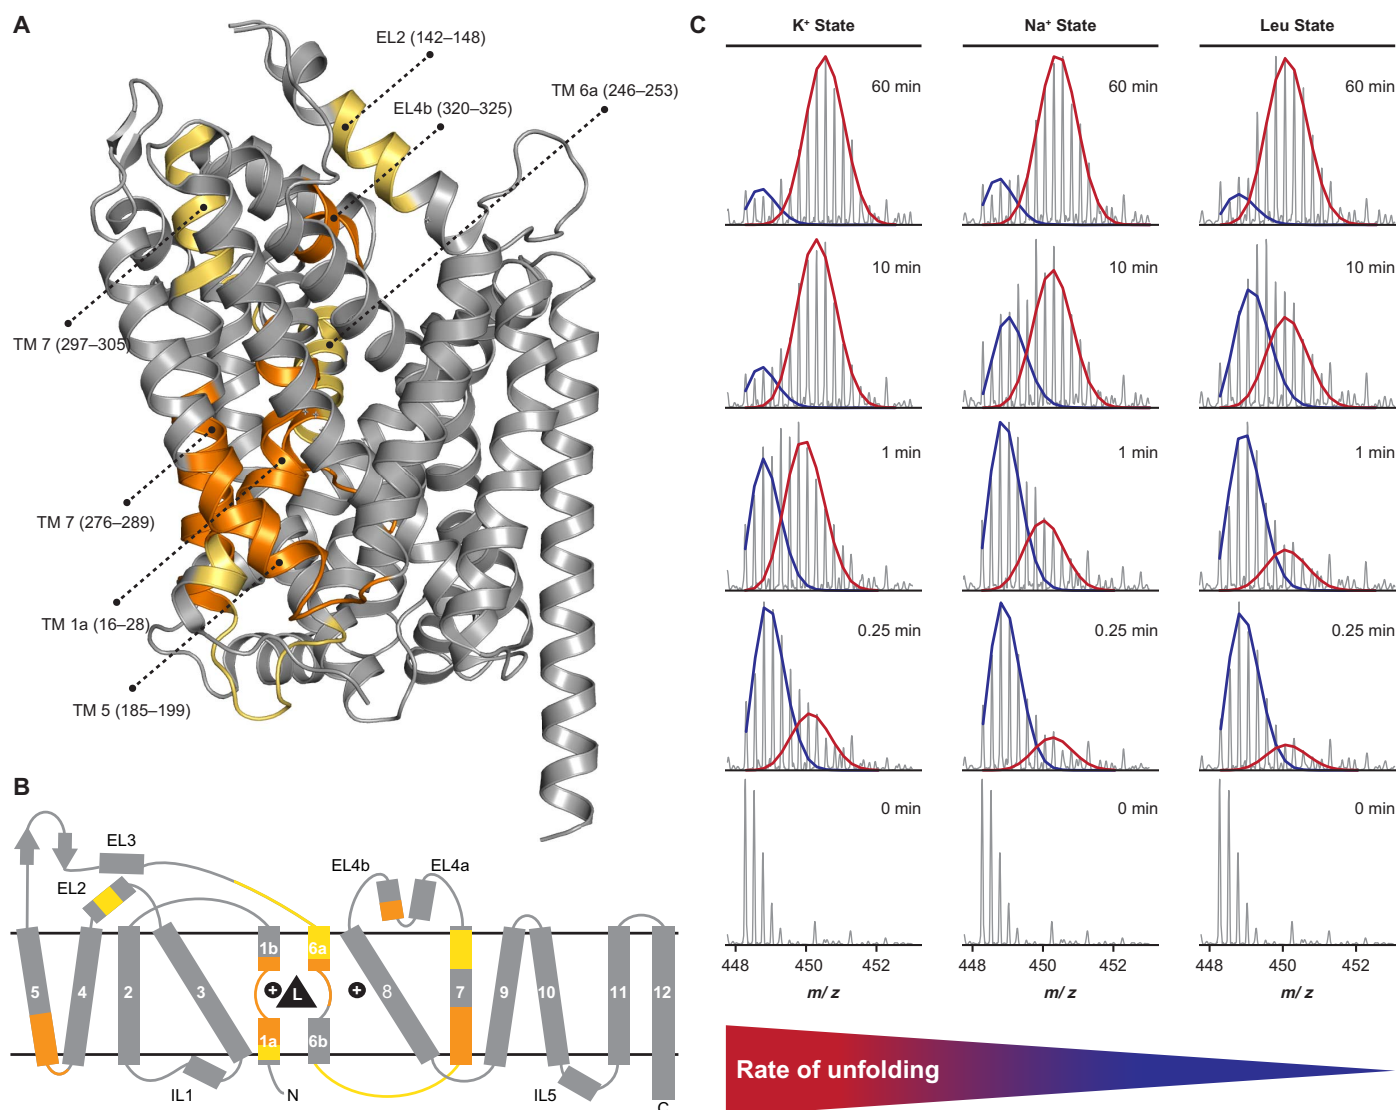 A
EL2 (142–148)
EL4b (320–325)
TM 6a (246–253)
TM 7 (297–305)
TM 7 (276–289)
TM 1a (16–28)
TM 5 (185–199)
B
EL3
EL2
EL4b
EL4a
1b
6a
5
4
2
3
+
L
+
8
7
9
10
11
12
1a
6b
IL1
N
IL5
C
C
K⁺ State
Na⁺ State
Leu State
60 min
60 min
60 min
10 min
10 min
10 min
1 min
1 min
1 min
0.25 min
0.25 min
0.25 min
0 min
0 min
0 min
448 450 452
448 450 452
448 450 452
m/z
m/z
m/z
Rate of unfolding